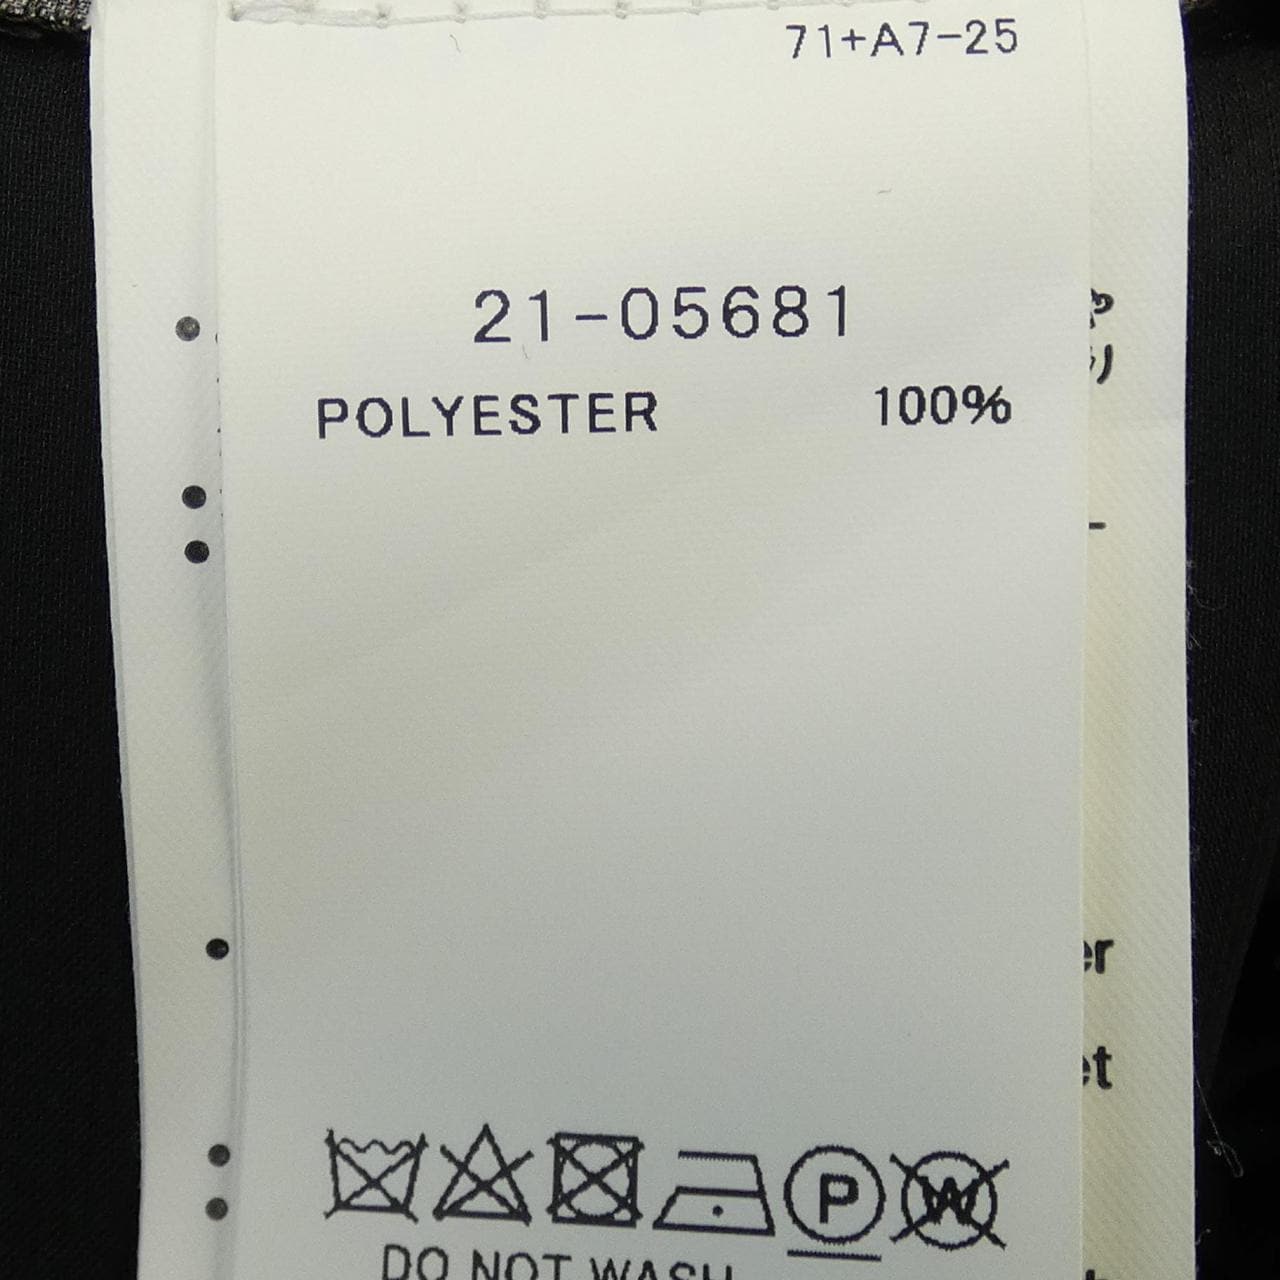 71+A7-25
21-05681
POLYESTER 100%
P W
DO NOT WASH